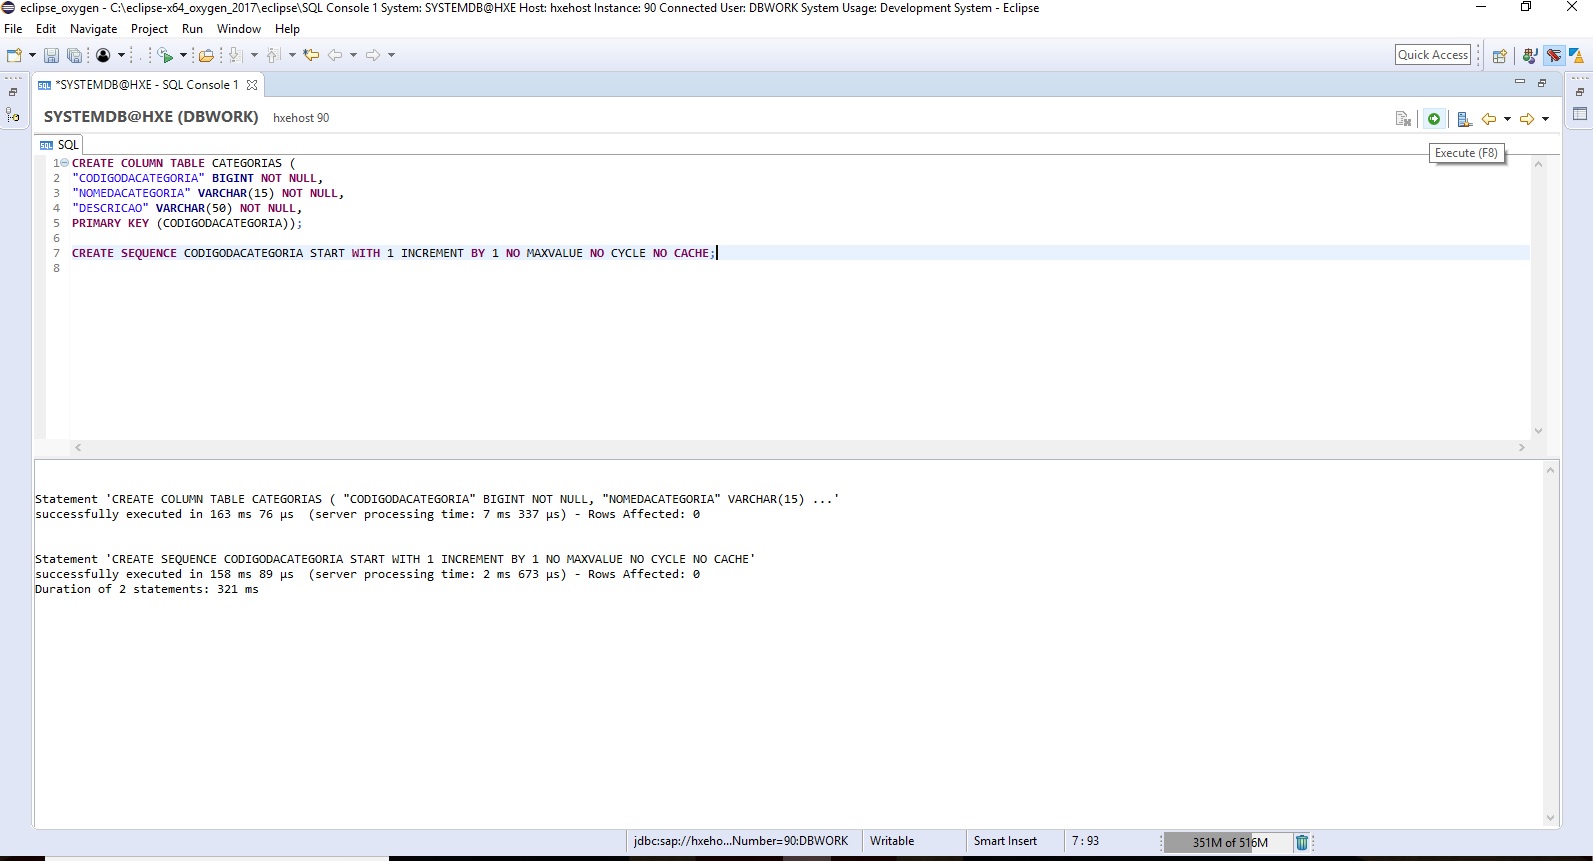 eclipse_oxygen - C:\eclipse-x64_oxygen_2017\eclipse\SQL Console 1 System: SYSTEMDB@HXE Host: hxehost Instance: 90 Connected User: DBWORK System Usage: Development System - Eclipse
File Edit Navigate Project Run Window Help
Quick Access
SQL *SYSTEMDB@HXE - SQL Console 1
SYSTEMDB@HXE (DBWORK) hxehost 90
SQL SQL
Execute (F8)
1 CREATE COLUMN TABLE CATEGORIAS (
2 "CODIGODACATEGORIA" BIGINT NOT NULL,
3 "NOMEDACATEGORIA" VARCHAR(15) NOT NULL,
4 "DESCRICAO" VARCHAR(50) NOT NULL,
5 PRIMARY KEY (CODIGODACATEGORIA));
6
7 CREATE SEQUENCE CODIGODACATEGORIA START WITH 1 INCREMENT BY 1 NO MAXVALUE NO CYCLE NO CACHE;
8
Statement 'CREATE COLUMN TABLE CATEGORIAS ( "CODIGODACATEGORIA" BIGINT NOT NULL, "NOMEDACATEGORIA" VARCHAR(15) ...'
successfully executed in 163 ms 76 µs (server processing time: 7 ms 337 µs) - Rows Affected: 0
Statement 'CREATE SEQUENCE CODIGODACATEGORIA START WITH 1 INCREMENT BY 1 NO MAXVALUE NO CYCLE NO CACHE'
successfully executed in 158 ms 89 µs (server processing time: 2 ms 673 µs) - Rows Affected: 0
Duration of 2 statements: 321 ms
jdbc:sap://hxeho...Number=90:DBWORK Writable Smart Insert 7 : 93 351M of 516M